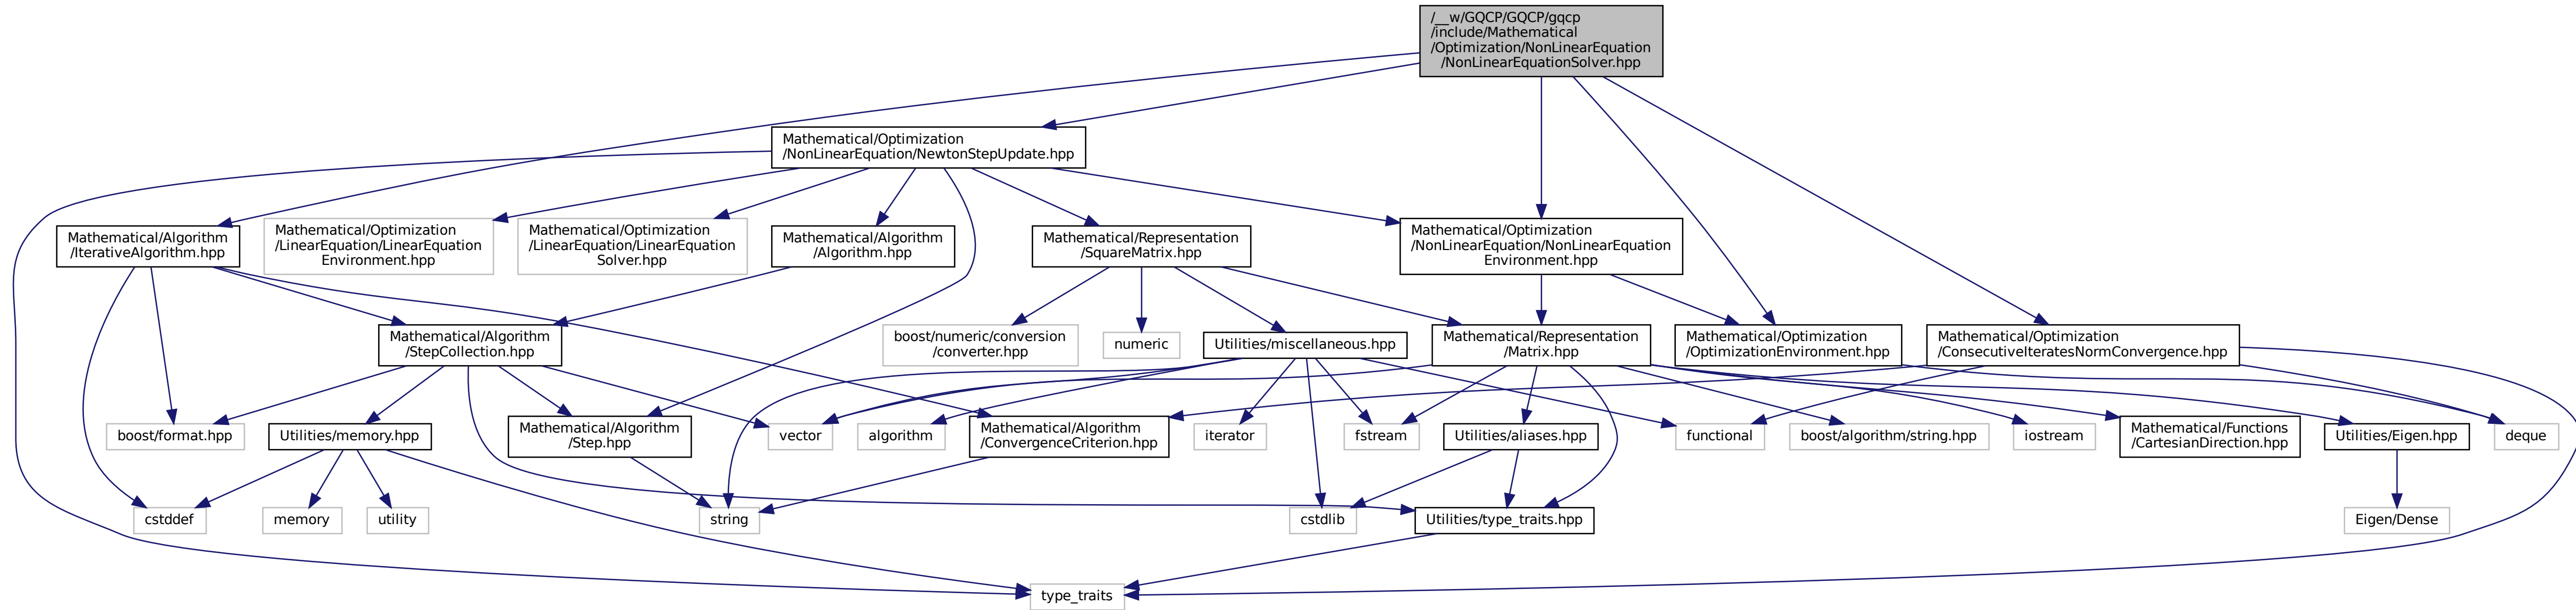 /__w/GQCP/GQCP/gqcp
/include/Mathematical
/Optimization/NonLinearEquation
/NonLinearEquationSolver.hpp
Mathematical/Optimization
/NonLinearEquation/NewtonStepUpdate.hpp
Mathematical/Algorithm
/IterativeAlgorithm.hpp
Mathematical/Optimization
/LinearEquation/LinearEquation
Environment.hpp
Mathematical/Optimization
/LinearEquation/LinearEquation
Solver.hpp
Mathematical/Algorithm
/Algorithm.hpp
Mathematical/Representation
/SquareMatrix.hpp
Mathematical/Optimization
/NonLinearEquation/NonLinearEquation
Environment.hpp
Mathematical/Algorithm
/StepCollection.hpp
boost/numeric/conversion
/converter.hpp
numeric
Utilities/miscellaneous.hpp
Mathematical/Representation
/Matrix.hpp
Mathematical/Optimization
/OptimizationEnvironment.hpp
Mathematical/Optimization
/ConsecutiveIteratesNormConvergence.hpp
boost/format.hpp
Utilities/memory.hpp
Mathematical/Algorithm
/Step.hpp
vector
algorithm
Mathematical/Algorithm
/ConvergenceCriterion.hpp
iterator
fstream
Utilities/aliases.hpp
functional
boost/algorithm/string.hpp
iostream
Mathematical/Functions
/CartesianDirection.hpp
Utilities/Eigen.hpp
deque
cstddef
memory
utility
string
cstdlib
Utilities/type_traits.hpp
Eigen/Dense
type_traits